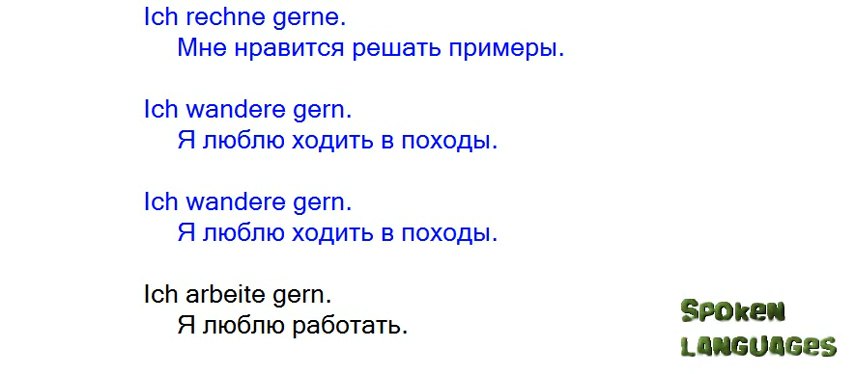 Ich rechne gerne.
Мне нравится решать примеры.
Ich wandere gern.
Я люблю ходить в походы.
Ich wandere gern.
Я люблю ходить в походы.
Ich arbeite gern.
Я люблю работать.
Spoken
Languages